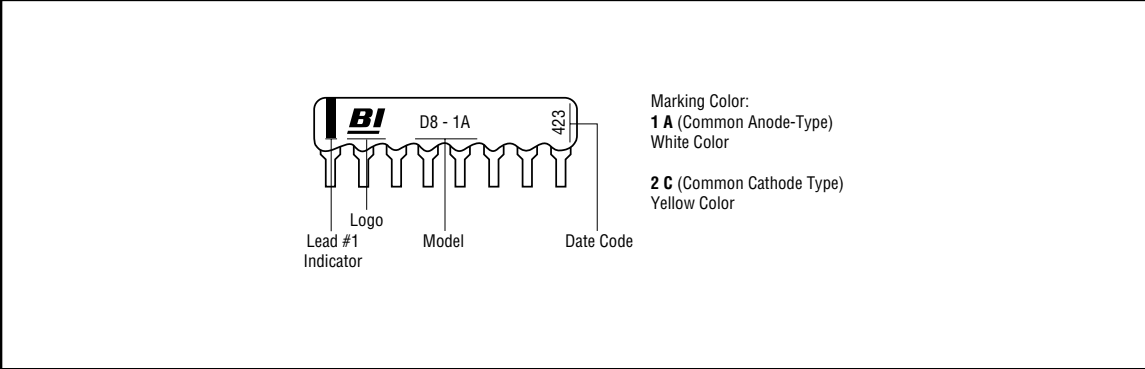 BI
D8 - 1A
423
Logo
Lead #1
Indicator
Model
Date Code
Marking Color:
1 A (Common Anode-Type)
White Color
2 C (Common Cathode Type)
Yellow Color